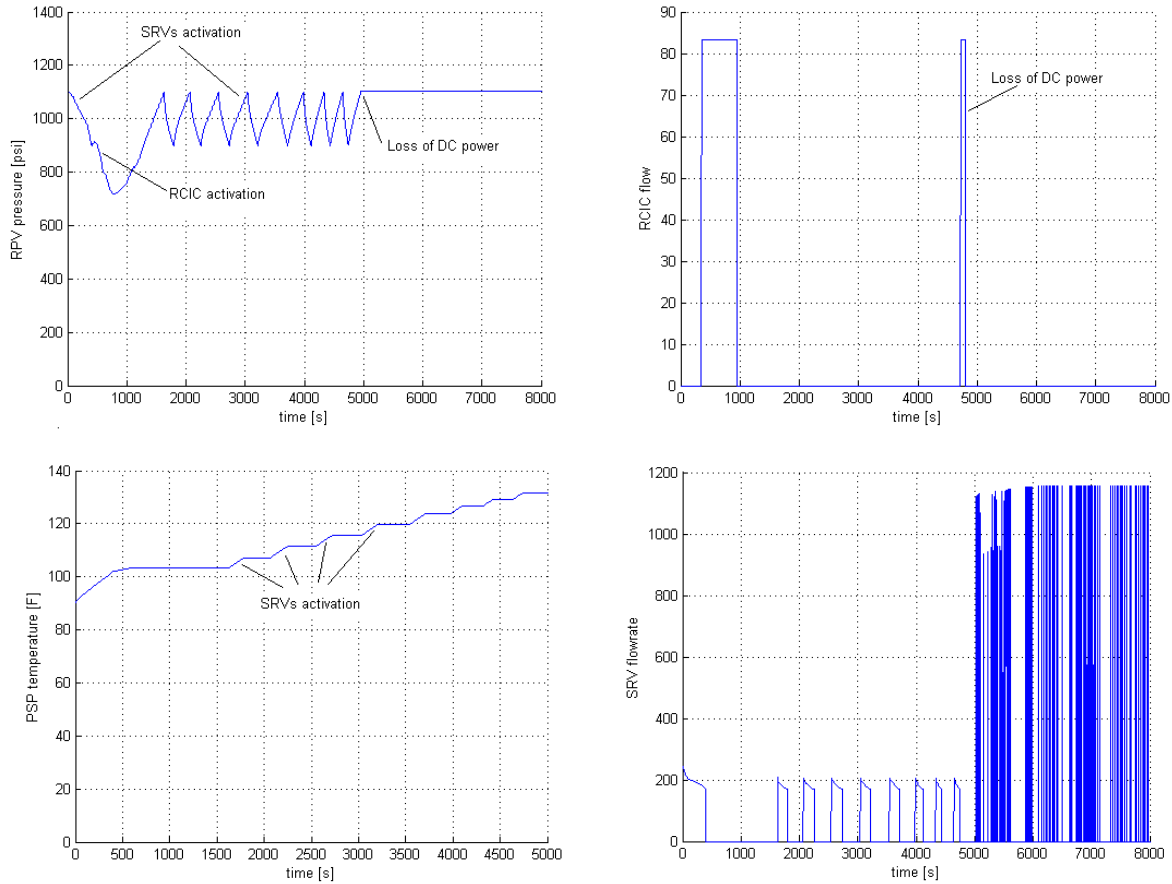 1400
1200
1000
800
600
400
200
0
RPV pressure [psi]
SRVs activation
RCIC activation
Loss of DC power
0 1000 2000 3000 4000 5000 6000 7000 8000
time [s]
90
80
70
60
50
40
30
20
10
0
RCIC flow
Loss of DC power
0 1000 2000 3000 4000 5000 6000 7000 8000
time [s]
140
120
100
80
60
40
20
0
PSP temperature [F]
SRVs activation
0 500 1000 1500 2000 2500 3000 3500 4000 4500 5000
time [s]
1200
1000
800
600
400
200
0
SRV flowrate
0 1000 2000 3000 4000 5000 6000 7000 8000
time [s]